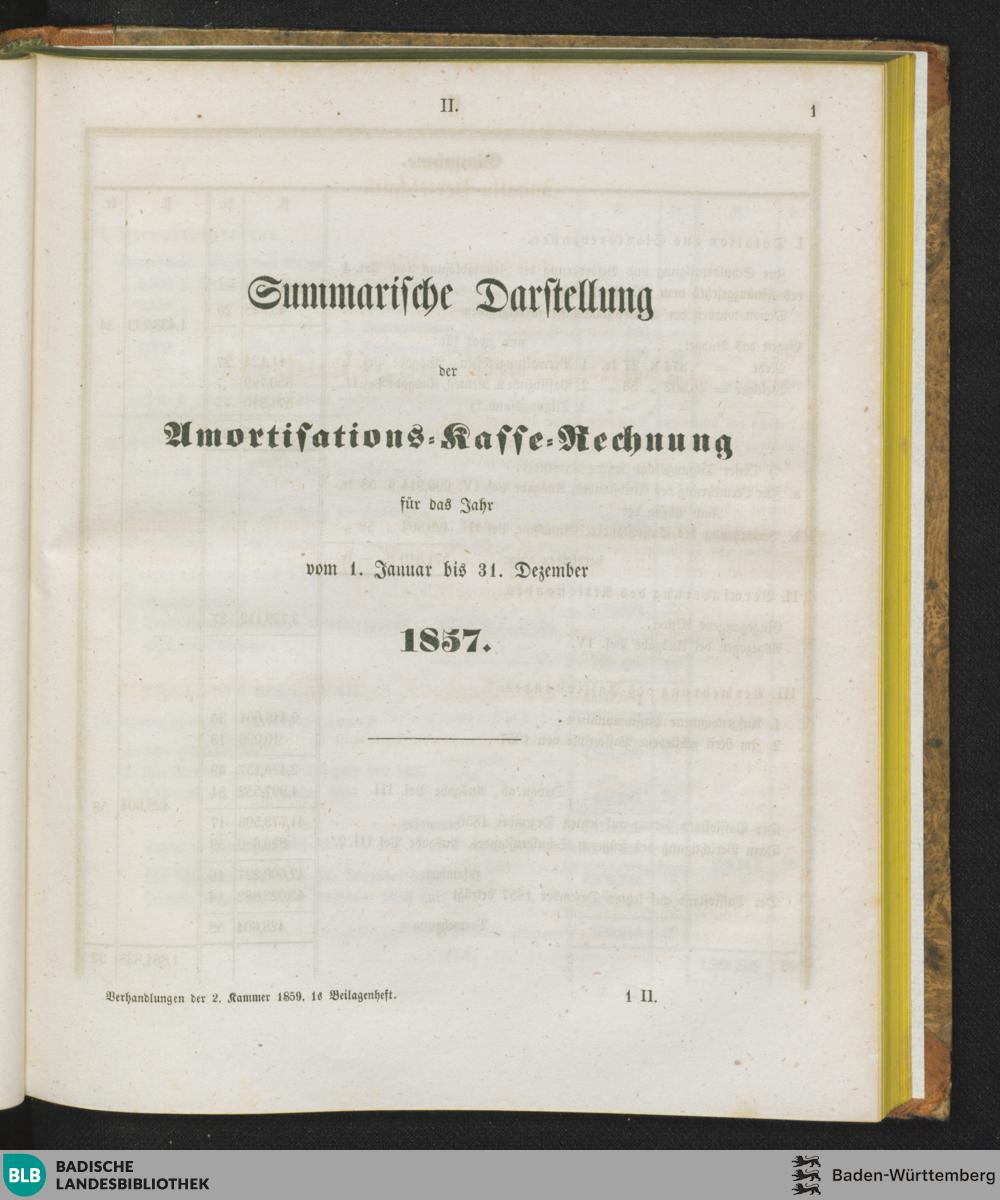 II.
1
Summarische Darstellung
der
Amortisations-Kasse-Rechnung
für das Jahr
vom 1. Januar bis 31. Dezember
1857.
Verhandlungen der 2. Kammer 1859. 1s Beilagenheft.
1 II.
BLB BADISCHE
LANDESBIBLIOTHEK
Baden-Württemberg